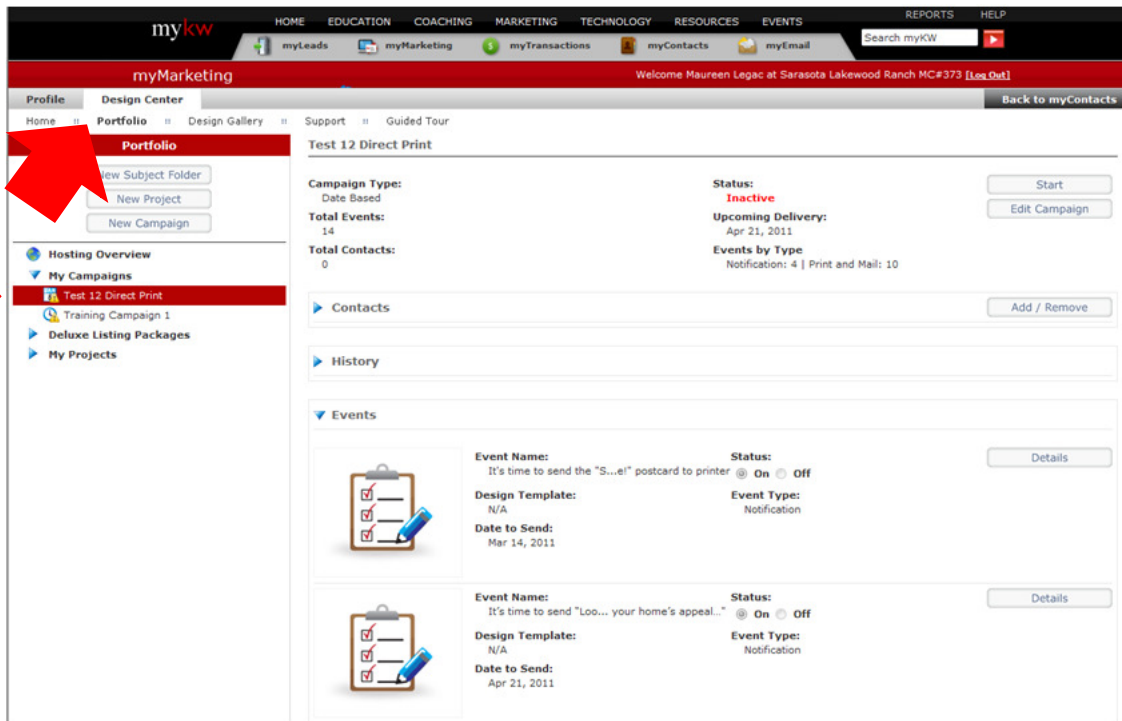 mykw
HOME EDUCATION COACHING MARKETING TECHNOLOGY RESOURCES EVENTS
REPORTS HELP
myLeads myMarketing myTransactions myContacts myEmail
Search myKW
myMarketing
Welcome Maureen Legac at Sarasota Lakewood Ranch MC#373 [Log Out]
Profile Design Center
Back to myContacts
Home Portfolio Design Gallery Support Guided Tour
Portfolio
New Subject Folder
New Project
New Campaign
Hosting Overview
My Campaigns
Test 12 Direct Print
Training Campaign 1
Deluxe Listing Packages
My Projects
Test 12 Direct Print
Campaign Type:
Date Based
Total Events:
14
Total Contacts:
0
Status:
Inactive
Upcoming Delivery:
Apr 21, 2011
Events by Type
Notification: 4 | Print and Mail: 10
Start
Edit Campaign
Contacts
Add / Remove
History
Events
Event Name:
It's time to send the "S...e!" postcard to printer
Status:
On Off
Design Template:
N/A
Event Type:
Notification
Date to Send:
Mar 14, 2011
Details
Event Name:
It's time to send "Loo... your home's appeal..."
Status:
On Off
Design Template:
N/A
Event Type:
Notification
Date to Send:
Apr 21, 2011
Details